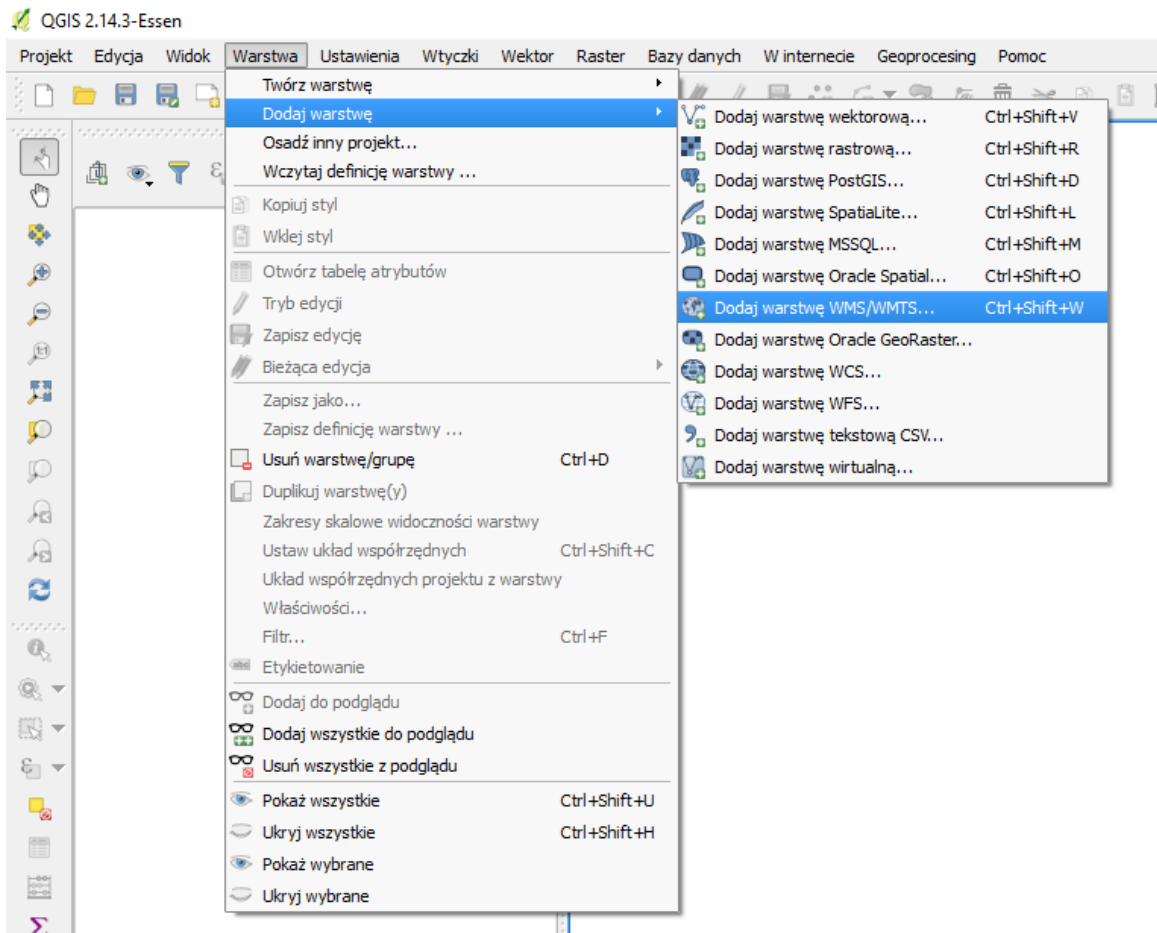 QGIS 2.14.3-Essen
Projekt Edycja Widok Warstwa Ustawienia Wtyczki Wektor Raster Bazy danych W internecie Geoprocesing Pomoc
Twórz warstwę
Dodaj warstwę
Osadź inny projekt...
Wczytaj definicję warstwy ...
Kopiuj styl
Wklej styl
Otwórz tabelę atrybutów
Tryb edycji
Zapisz edycję
Bieżąca edycja
Zapisz jako...
Zapisz definicję warstwy ...
Usuń warstwę/grupę Ctrl+D
Duplikuj warstwę(y)
Zakresy skalowe widoczności warstwy
Ustaw układ współrzędnych Ctrl+Shift+C
Układ współrzędnych projektu z warstwy
Właściwości...
Filtr... Ctrl+F
abc Etykietowanie
Dodaj do podglądu
Dodaj wszystkie do podglądu
Usuń wszystkie z podglądu
Pokaż wszystkie Ctrl+Shift+U
Ukryj wszystkie Ctrl+Shift+H
Pokaż wybrane
Ukryj wybrane
Dodaj warstwę wektorową... Ctrl+Shift+V
Dodaj warstwę rastrową... Ctrl+Shift+R
Dodaj warstwę PostGIS... Ctrl+Shift+D
Dodaj warstwę SpatiaLite... Ctrl+Shift+L
Dodaj warstwę MSSQL... Ctrl+Shift+M
Dodaj warstwę Oracle Spatial... Ctrl+Shift+O
Dodaj warstwę WMS/WMTS... Ctrl+Shift+W
Dodaj warstwę Oracle GeoRaster...
Dodaj warstwę WCS...
Dodaj warstwę WFS...
Dodaj warstwę tekstową CSV...
Dodaj warstwę wirtualną...